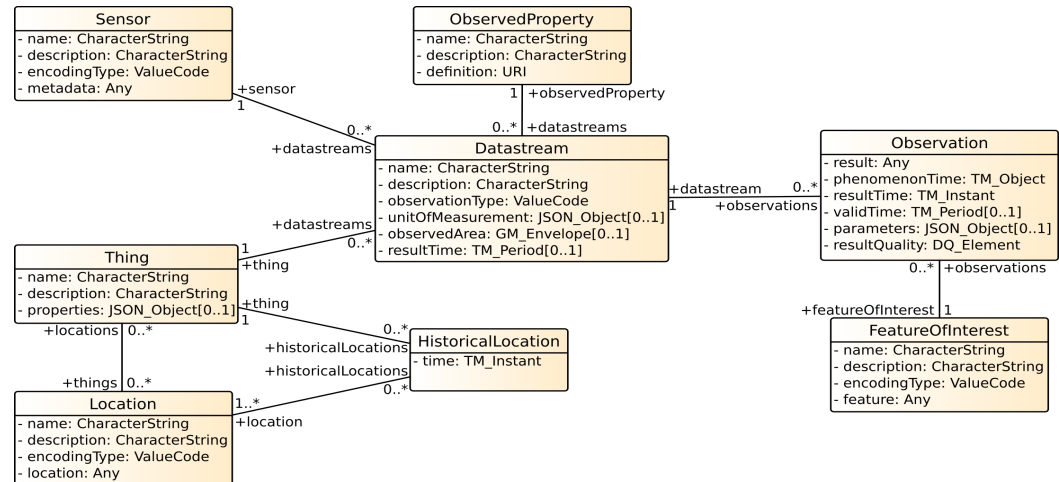 Sensor
- name: CharacterString
- description: CharacterString
- encodingType: ValueCode
- metadata: Any
+sensor
1
0..*
+datastreams
ObservedProperty
- name: CharacterString
- description: CharacterString
- definition: URI
1 +observedProperty
0..* +datastreams
Datastream
- name: CharacterString
- description: CharacterString
- observationType: ValueCode
- unitOfMeasurement: JSON_Object[0..1]
- observedArea: GM_Envelope[0..1]
- resultTime: TM_Period[0..1]
+datastream
1
0..*
+observations
Observation
- result: Any
- phenomenonTime: TM_Object
- resultTime: TM_Instant
- validTime: TM_Period[0..1]
- parameters: JSON_Object[0..1]
- resultQuality: DQ_Element
0..* +observations
+featureOfInterest 1
FeatureOfInterest
- name: CharacterString
- description: CharacterString
- encodingType: ValueCode
- feature: Any
+datastreams
0..*
1
+thing
Thing
- name: CharacterString
- description: CharacterString
- properties: JSON_Object[0..1]
+thing
1
0..*
+historicalLocations
HistoricalLocation
- time: TM_Instant
+historicalLocations
0..*
1..*
+location
+locations 0..*
+things 0..*
Location
- name: CharacterString
- description: CharacterString
- encodingType: ValueCode
- location: Any